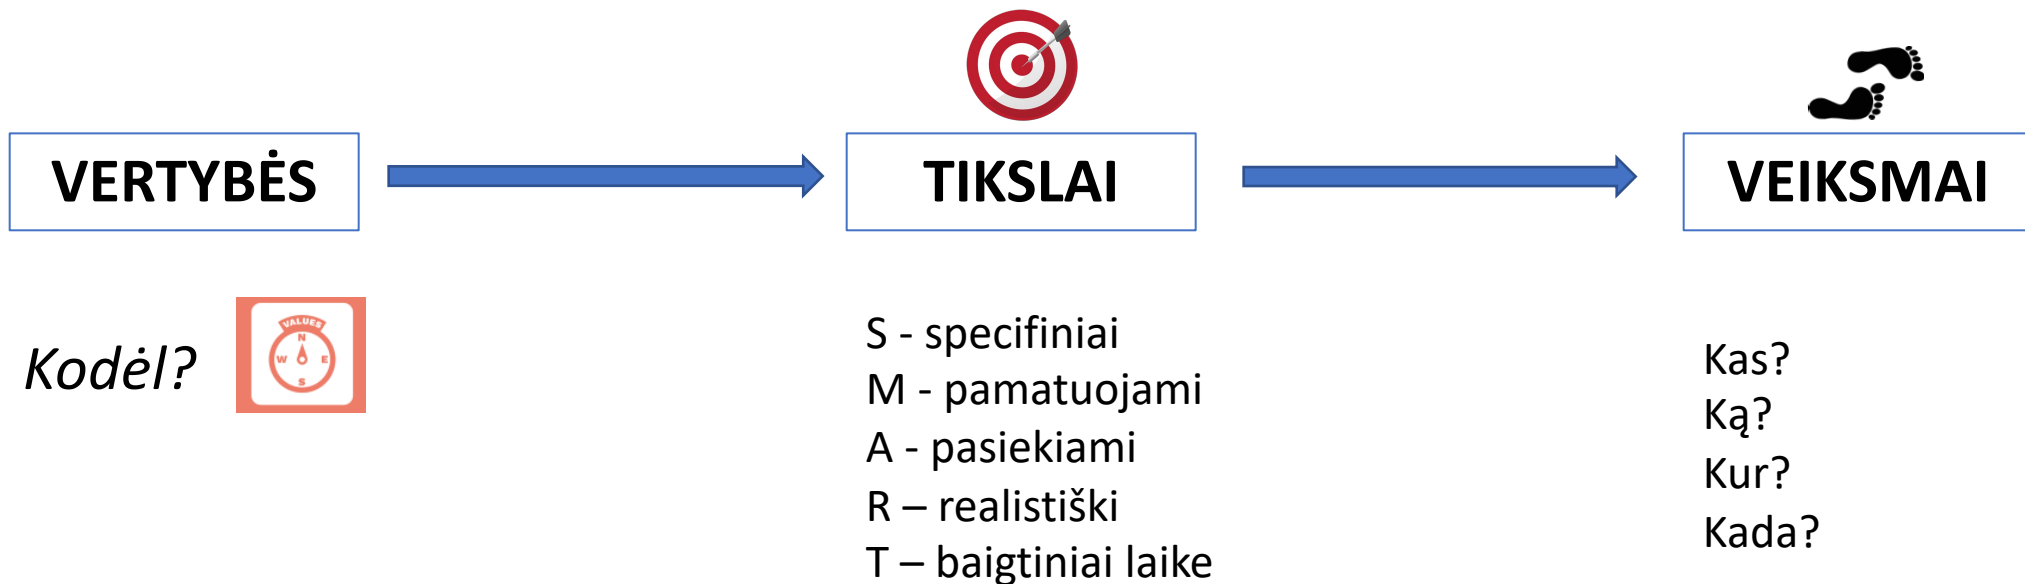 VERTYBĖS
TIKSLAI
VEIKSMAI
Kodėl?
VALUES
N
W E
S
S - specifiniai
M - pamatuojami
A - pasiekiami
R – realistiški
T – baigtiniai laike
Kas?
Ką?
Kur?
Kada?